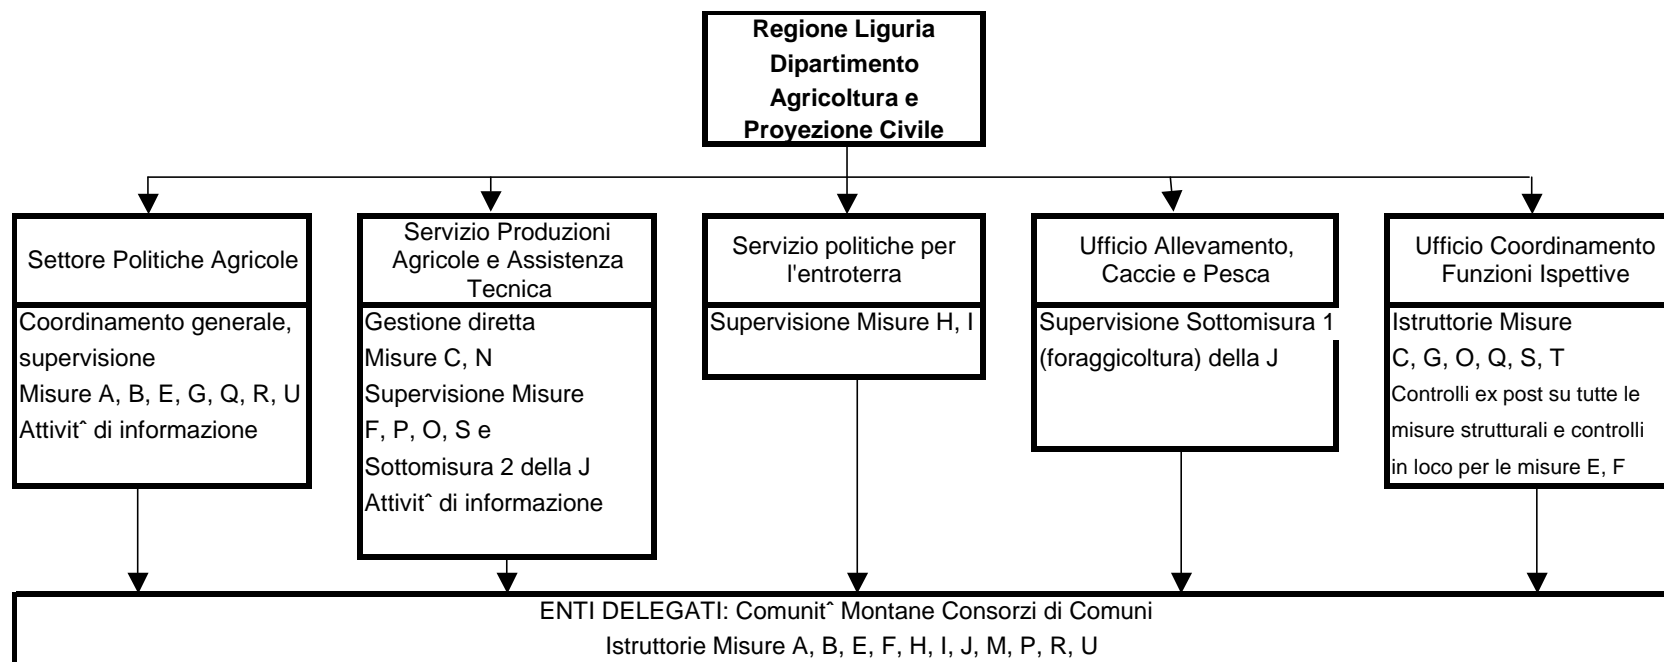 Regione Liguria
Dipartimento
Agricoltura e
Proyezione Civile
Settore Politiche Agricole
Coordinamento generale,
supervisione
Misure A, B, E, G, Q, R, U
Attivitˆ di informazione
Servizio Produzioni
Agricole e Assistenza
Tecnica
Gestione diretta
Misure C, N
Supervisione Misure
F, P, O, S e
Sottomisura 2 della J
Attivitˆ di informazione
Servizio politiche per
l'entroterra
Supervisione Misure H, I
Ufficio Allevamento,
Caccie e Pesca
Supervisione Sottomisura 1
(foraggicoltura) della J
Ufficio Coordinamento
Funzioni Ispettive
Istruttorie Misure
C, G, O, Q, S, T
Controlli ex post su tutte le
misure strutturali e controlli
in loco per le misure E, F
ENTI DELEGATI: Comunitˆ Montane Consorzi di Comuni
Istruttorie Misure A, B, E, F, H, I, J, M, P, R, U